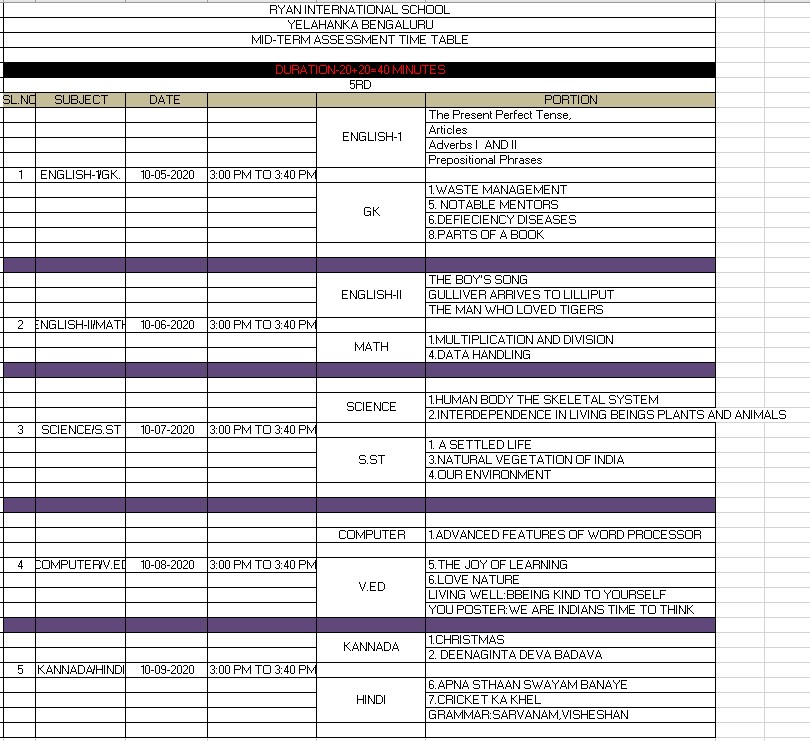 RYAN INTERNATIONAL SCHOOL
YELAHANKA BENGALURU
MID-TERM ASSESSMENT TIME TABLE
DURATION-20+20=40 MINUTES
5RD
SL.NO SUBJECT DATE PORTION
ENGLISH-1
The Present Perfect Tense,
Articles
Adverbs I AND II
Prepositional Phrases
1 ENGLISH-1/GK. 10-05-2020 3:00 PM TO 3:40 PM
GK
1.WASTE MANAGEMENT
5. NOTABLE MENTORS
6.DEFIECIENCY DISEASES
8.PARTS OF A BOOK
ENGLISH-II
THE BOY'S SONG
GULLIVER ARRIVES TO LILLIPUT
THE MAN WHO LOVED TIGERS
2 ENGLISH-II/MATH 10-06-2020 3:00 PM TO 3:40 PM
MATH
1.MULTIPLICATION AND DIVISION
4.DATA HANDLING
SCIENCE
1.HUMAN BODY THE SKELETAL SYSTEM
2.INTERDEPENDENCE IN LIVING BEINGS PLANTS AND ANIMALS
3 SCIENCE/S.ST 10-07-2020 3:00 PM TO 3:40 PM
S.ST
1. A SETTLED LIFE
3.NATURAL VEGETATION OF INDIA
4.OUR ENVIRONMENT
COMPUTER 1.ADVANCED FEATURES OF WORD PROCESSOR
4 COMPUTER/V.ED 10-08-2020 3:00 PM TO 3:40 PM
V.ED
5.THE JOY OF LEARNING
6.LOVE NATURE
LIVING WELL:BBEING KIND TO YOURSELF
YOU POSTER:WE ARE INDIANS TIME TO THINK
KANNADA
1.CHRISTMAS
2. DEENAGINTA DEVA BADAVA
5 KANNADA/HINDI 10-09-2020 3:00 PM TO 3:40 PM
HINDI
6.APNA STHAAN SWAYAM BANAYE
7.CRICKET KA KHEL
GRAMMAR:SARVANAM,VISHESHAN